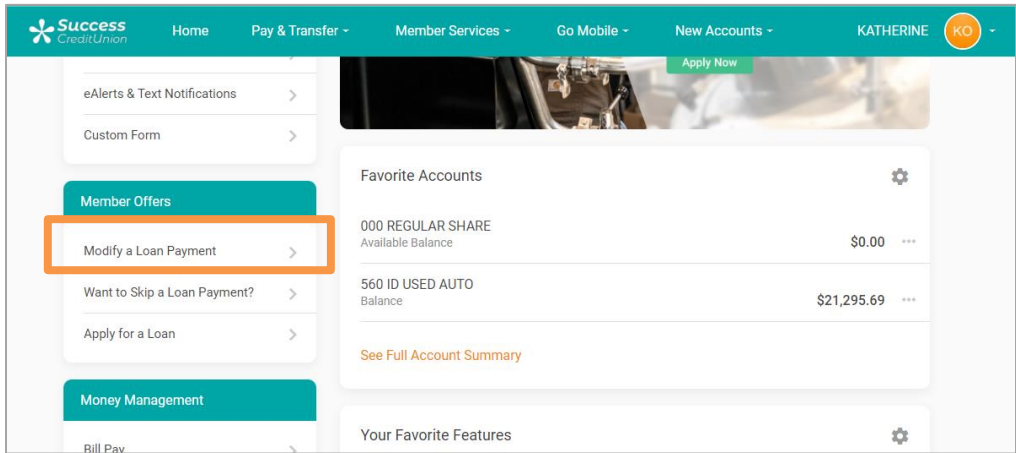 Success
CreditUnion
Home
Pay & Transfer
Member Services
Go Mobile
New Accounts
KATHERINE
KO
Apply Now
eAlerts & Text Notifications
Custom Form
Member Offers
Modify a Loan Payment
Want to Skip a Loan Payment?
Apply for a Loan
Money Management
Bill Pay
Favorite Accounts
000 REGULAR SHARE
Available Balance
$0.00
560 ID USED AUTO
Balance
$21,295.69
See Full Account Summary
Your Favorite Features